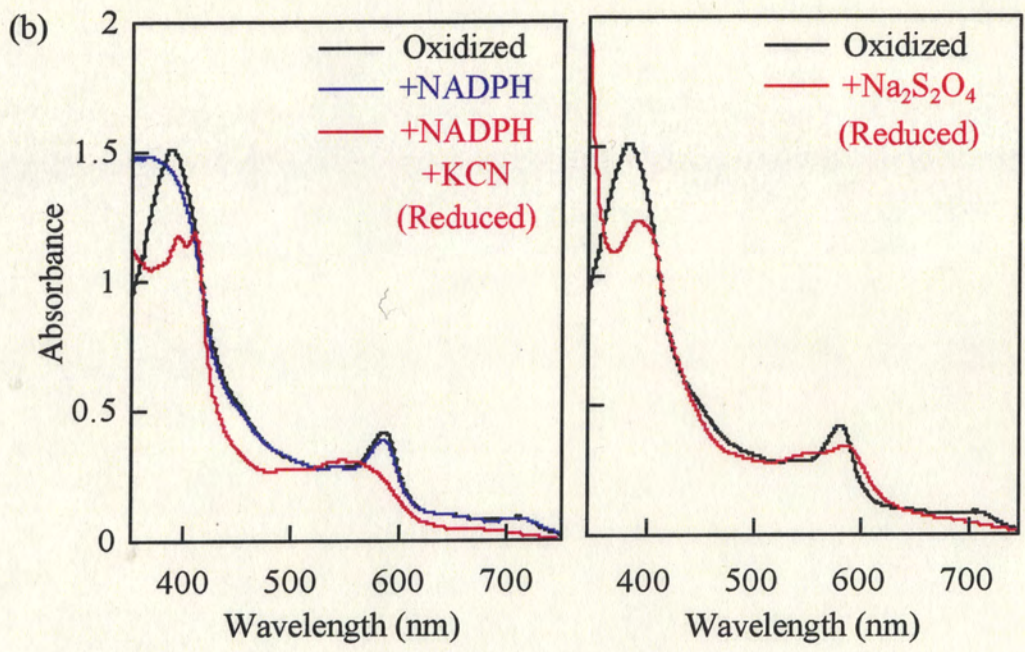 (b)
2
1.5
1
0.5
0
Absorbance
Oxidized
+NADPH
+NADPH
+KCN
(Reduced)
400 500 600 700
Wavelength (nm)
Oxidized
+Na₂S₂O₄
(Reduced)
400 500 600 700
Wavelength (nm)